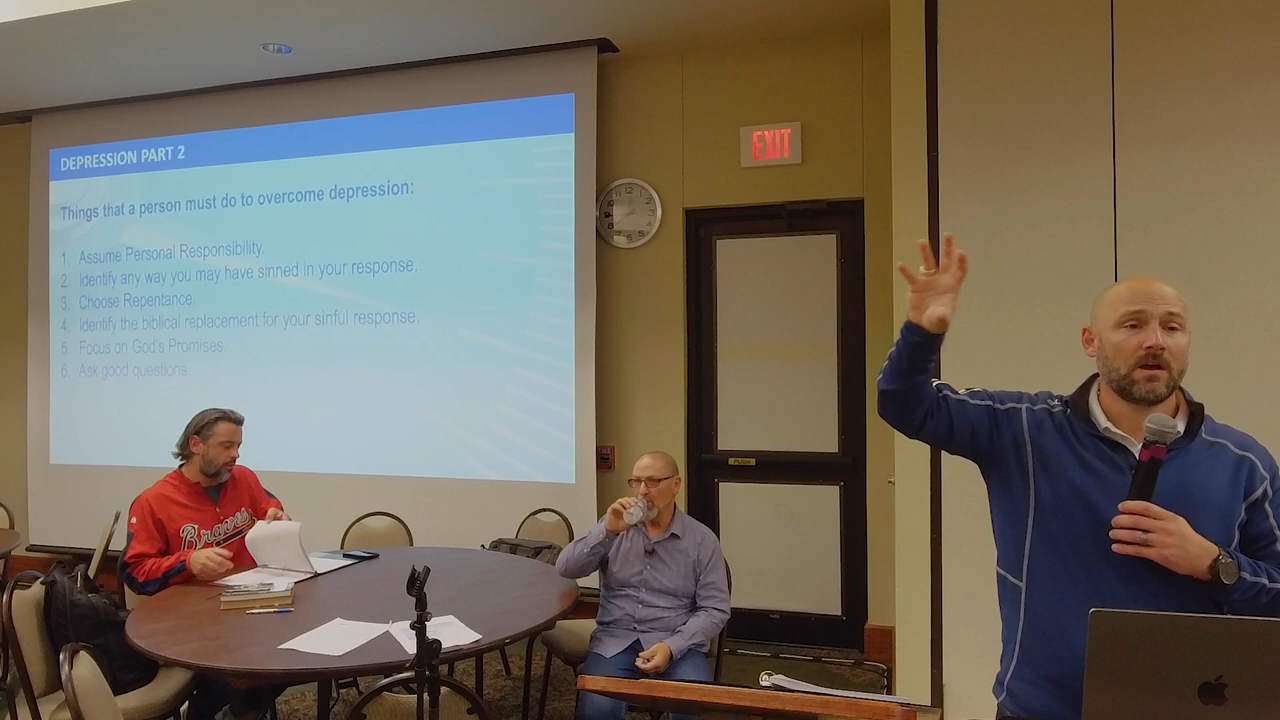 DEPRESSION PART 2
Things that a person must do to overcome depression:
1. Assume Personal Responsibility.
2. Identify any way you may have sinned in your response.
3. Choose Repentance.
4. Identify the biblical replacement for your sinful response.
5. Focus on God's Promises.
6. Ask good questions.
EXIT
PUSH
Braves